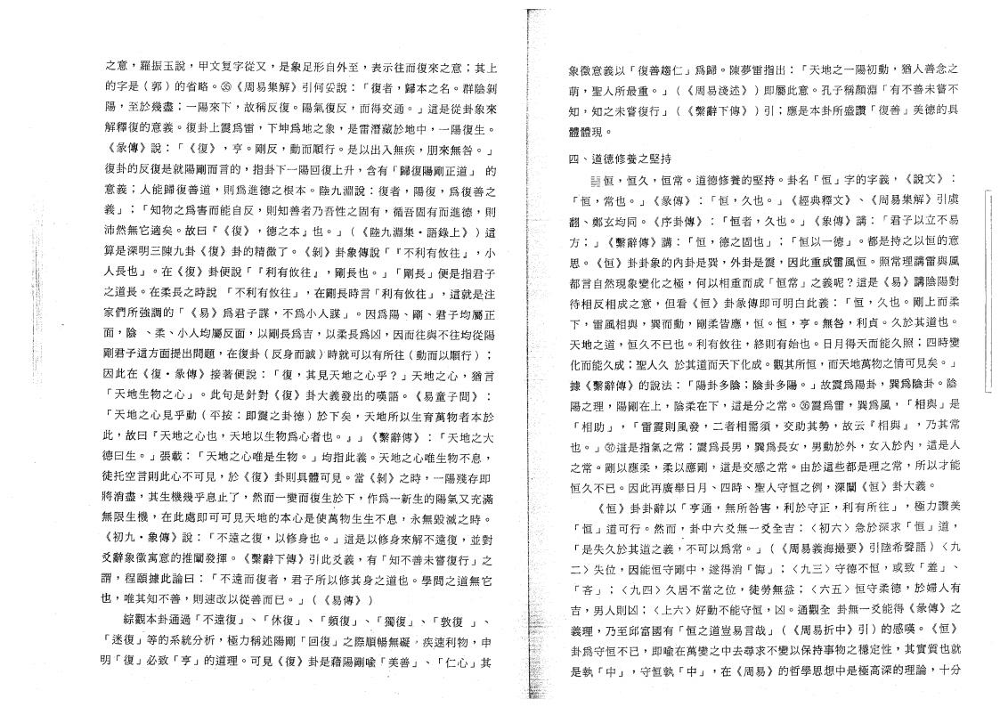 之意，羅振玉說，甲文复字從又，是象足形自外至，表示往而復來之意；其上
的字是（郭）的省略。㉟《周易集解》引何妥說：「復者，歸本之名。群陰剝
陽，至於幾盡；一陽來下，故稱反復。陽氣復反，而得交通。」這是從卦象來
解釋復的意義。復卦上震爲雷，下坤爲地之象，是雷潛藏於地中，一陽復生。
《彖傳》說：「《復》，亨。剛反，動而順行。是以出入無疾，朋來無咎。」
復卦的反復是就陽剛而言的，指卦下一陽回復上升，含有「歸復陽剛正道」 的
意義；人能歸復善道，則爲進德之根本。陸九淵說：復者，陽復，爲復善之
義」；「知物之爲害而能自反，則知善者乃吾性之固有，循吾固有而進德，則
沛然無它適矣。故曰『《復》，德之本』也。」（《陸九淵集·語錄上》）這
算是深明三陳九卦《復》卦的精微了。《剝》卦彖傳說「『不利有攸往』，小
人長也」。在《復》卦便說「『利有攸往』，剛長也。」「剛長」便是指君子
之道長。在柔長之時說 「不利有攸往」，在剛長時言「利有攸往」，這就是注
家們所強調的「《易》爲君子謀，不爲小人謀」。因爲陽、剛、君子均屬正
面，陰 、柔、小人均屬反面，以剛長爲吉，以柔長爲凶，因而往與不往均從陽
剛君子這方面提出問題，在復卦（反身而誠）時就可以有所往（動而以順行）；
因此在《復·彖傳》接著便說：「復，其見天地之心乎？」天地之心，猶言
「天地生物之心」。此句是針對《復》卦大義發出的嘆語。《易童子問》：
「天地之心見乎動（平按：即震之卦德）於下矣，天地所以生育萬物者本於
此，故曰『天地之心也，天地以生物爲心者也。』」《繫辭傳》：「天地之大
德曰生。」張載：「天地之心唯是生物。」均指此義。天地之心唯生物不息，
徒托空言則此心不可見，於《復》卦則具體可見。當《剝》之時，一陽殘存即
將消盡，其生機幾乎息止了，然而一變而復生於下，作爲一新生的陽氣又充滿
無限生機，在此處即可可見天地的本心是使萬物生生不息，永無毀滅之時。
《初九·象傳》說：「不遠之復，以修身也。」這是以修身來解不遠復，並對
爻辭象徵寓意的推闡發揮。《繫辭下傳》引此爻義，有「知不善未嘗復行」之
謂，程頤據此論曰：「不遠而復者，君子所以修其身之道也。學問之道無它
也，唯其知不善，則速改以從善而已。」（《易傳》）
綜觀本卦通過「不遠復」、「休復」、「頻復」、「獨復」、「敦復 」、
「迷復」等的系統分析，極力稱述陽剛「回復」之際順暢無礙，疾速利物，申
明「復」必致「亨」的道理。可見《復》卦是藉陽剛喻「美善」、「仁心」其
象徵意義以「復善趨仁」爲歸。陳夢雷指出：「天地之一陽初動，猶人善念之
萌，聖人所最重。」（《周易淺述》）即屬此意。孔子稱顏淵「有不善未嘗不
知，知之未嘗復行」（《繫辭下傳》）引；應是本卦所盛讚「復善」美德的具
體體現。
四、道德修養之堅持
䷟，恒，恒久，恒常。道德修養的堅持。卦名「恒」字的字義，《說文》：
「恒，常也。」《彖傳》：「恒，久也。」《經典釋文》、《周易集解》引虞
翻、鄭玄均同。《序卦傳》：「恒者，久也。」《象傳》講：「君子以立不易
方；」《繫辭傳》講：「恒，德之固也」；「恒以一德」。都是持之以恒的意
思。《恒》卦卦象的內卦是巽，外卦是震，因此重成雷風恒。照常理講雷與風
都言自然現象變化之極，何以相重而成「恒常」之義呢？這是《易》講陰陽對
待相反相成之意，但看《恒》卦彖傳即可明白此義：「恒，久也。剛上而柔
下，雷風相與，巽而動，剛柔皆應，恒。恒，亨。無咎，利貞。久於其道也。
天地之道，恒久不已也。利有攸往，終則有始也。日月得天而能久照；四時變
化而能久成；聖人久 於其道而天下化成。觀其所恒，而天地萬物之情可見矣。」
據《繫辭傳》的說法：「陽卦多陰；陰卦多陽。」故震爲陽卦，巽爲陰卦。陰
陽之理，陽剛在上，陰柔在下，這是分之常。㊱震爲雷，巽爲風，「相與」是
「相助」，「雷震則風發，二者相需須，交助其勢，故云『相與』，乃其常
也。」㊲這是指氣之常；震爲長男，巽爲長女，男動於外，女入於內，這是人
之常。剛以應柔，柔以應剛，這是交感之常。由於這些都是理之常，所以才能
恒久不已。因此再廣舉日月、四時、聖人守恒之例，深闡《恒》卦大義。
《恒》卦卦辭以「亨通，無所咎害，利於守正，利有所往」，極力讚美
「恒」道可行。然而，卦中六爻無一爻全吉：〈初六〉急於深求「恒」道，
「是失久於其道之義，不可以爲常。」（《周易義海撮要》引陸希聲語）〈九
二〉失位，因能恒守剛中，遂得消「悔」；〈九三〉守德不恒，或致「羞」、
「吝」；〈九四〉久居不當之位，徒勞無益；〈六五〉恒守柔德，於婦人有
吉，男人則凶；〈上六〉好動不能守恒，凶。通觀全 卦無一爻能得《彖傳》之
義理，乃至邱富國有「恒之道豈易言哉」（《周易折中》引）的感嘆。《恒》
卦爲守恒不已，即喻在萬變之中去尋求不變以保持事物之穩定性，其實質也就
是執「中」，守恒執「中」，在《周易》的哲學思想中是極高深的理論，十分